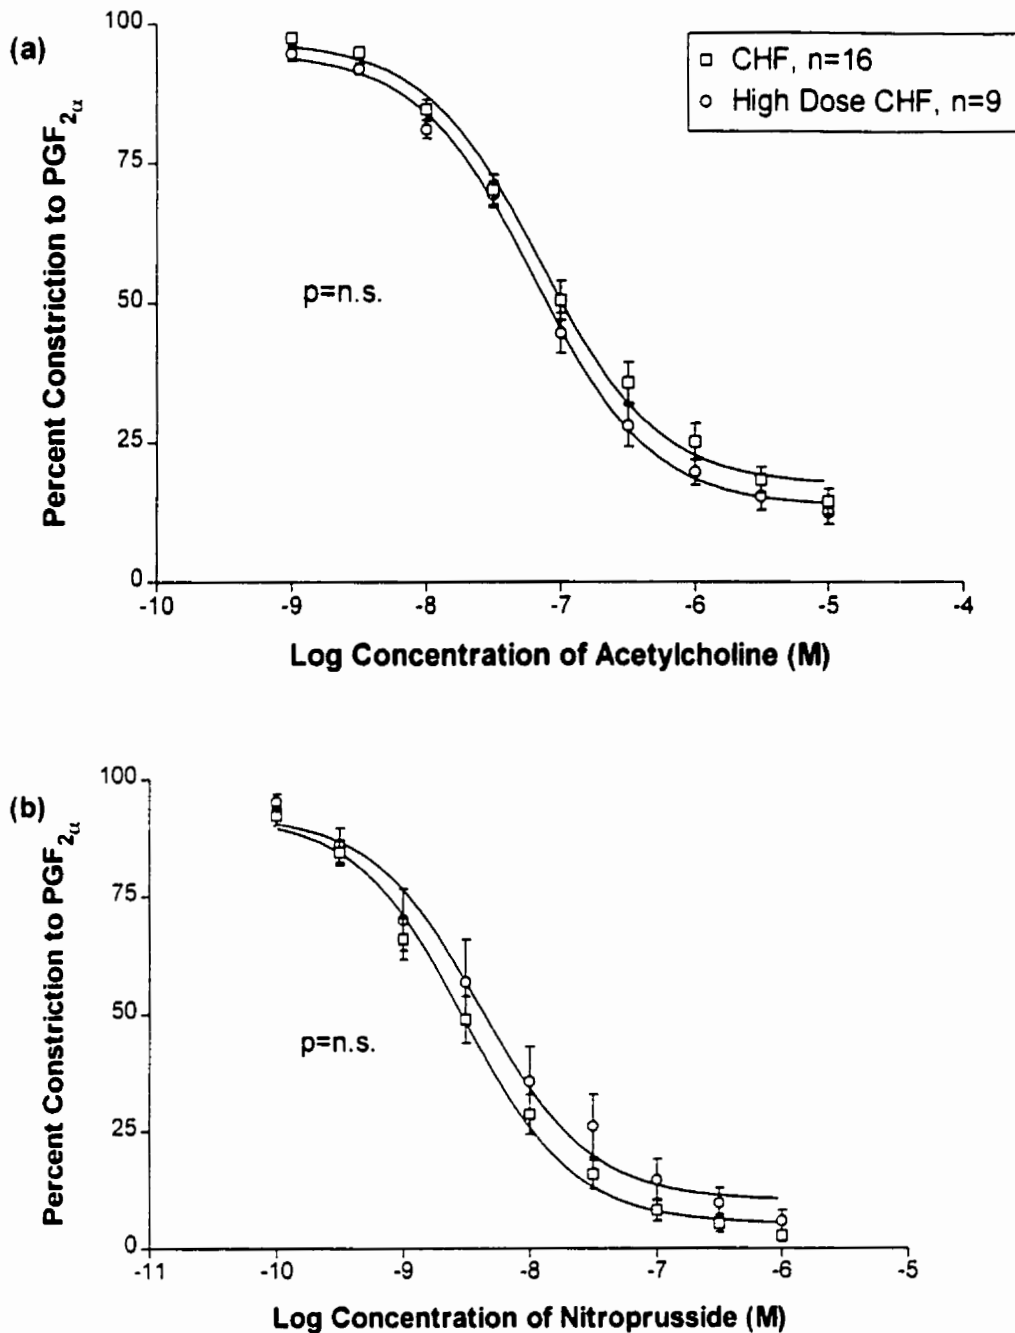 (a)
Percent Constriction to PGF2α
100
75
50
25
0
CHF, n=16
High Dose CHF, n=9
p=n.s.
-10 -9 -8 -7 -6 -5 -4
Log Concentration of Acetylcholine (M)
(b)
Percent Constriction to PGF2α
100
75
50
25
0
p=n.s.
-11 -10 -9 -8 -7 -6 -5
Log Concentration of Nitroprusside (M)